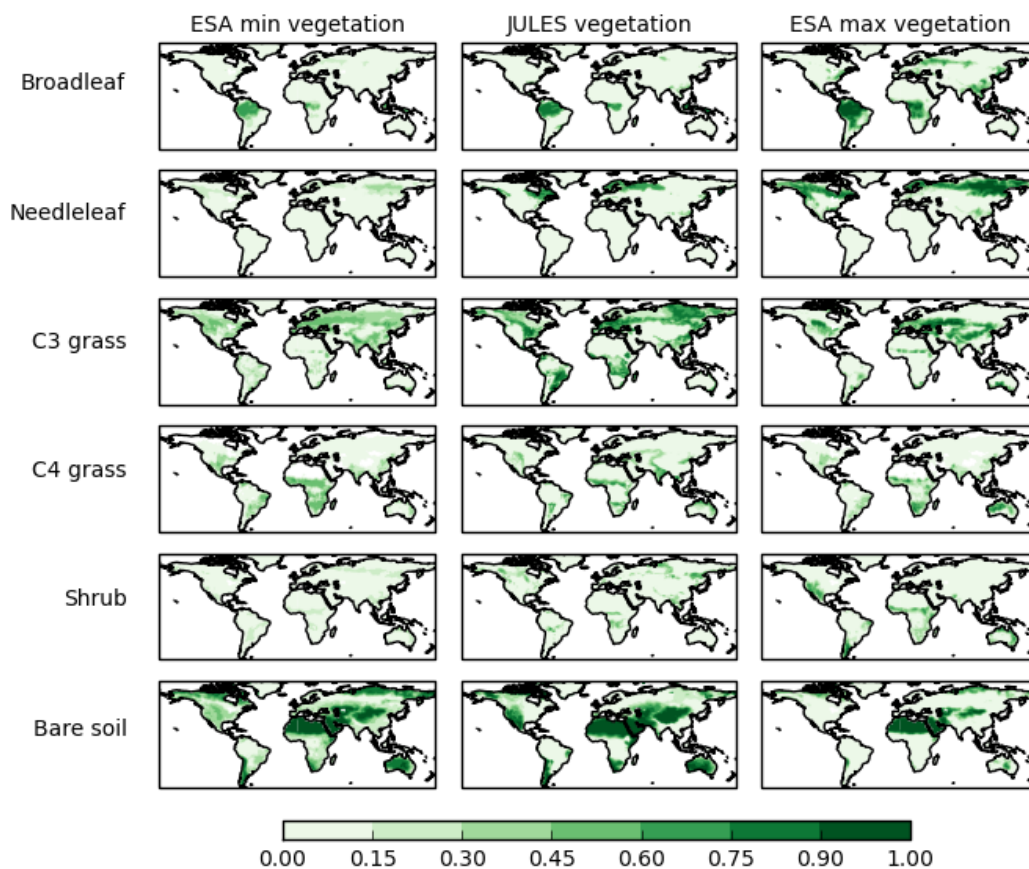 ESA min vegetation JULES vegetation ESA max vegetation
Broadleaf
Needleleaf
C3 grass
C4 grass
Shrub
Bare soil
0.00 0.15 0.30 0.45 0.60 0.75 0.90 1.00